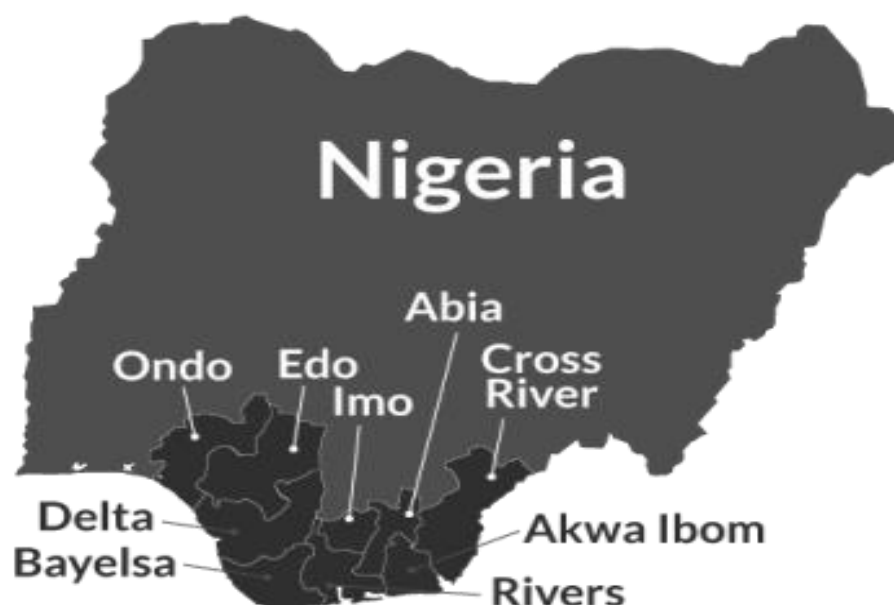 Nigeria
Abia
Ondo
Edo
Cross
River
Imo
Delta
Akwa Ibom
Bayelsa
Rivers